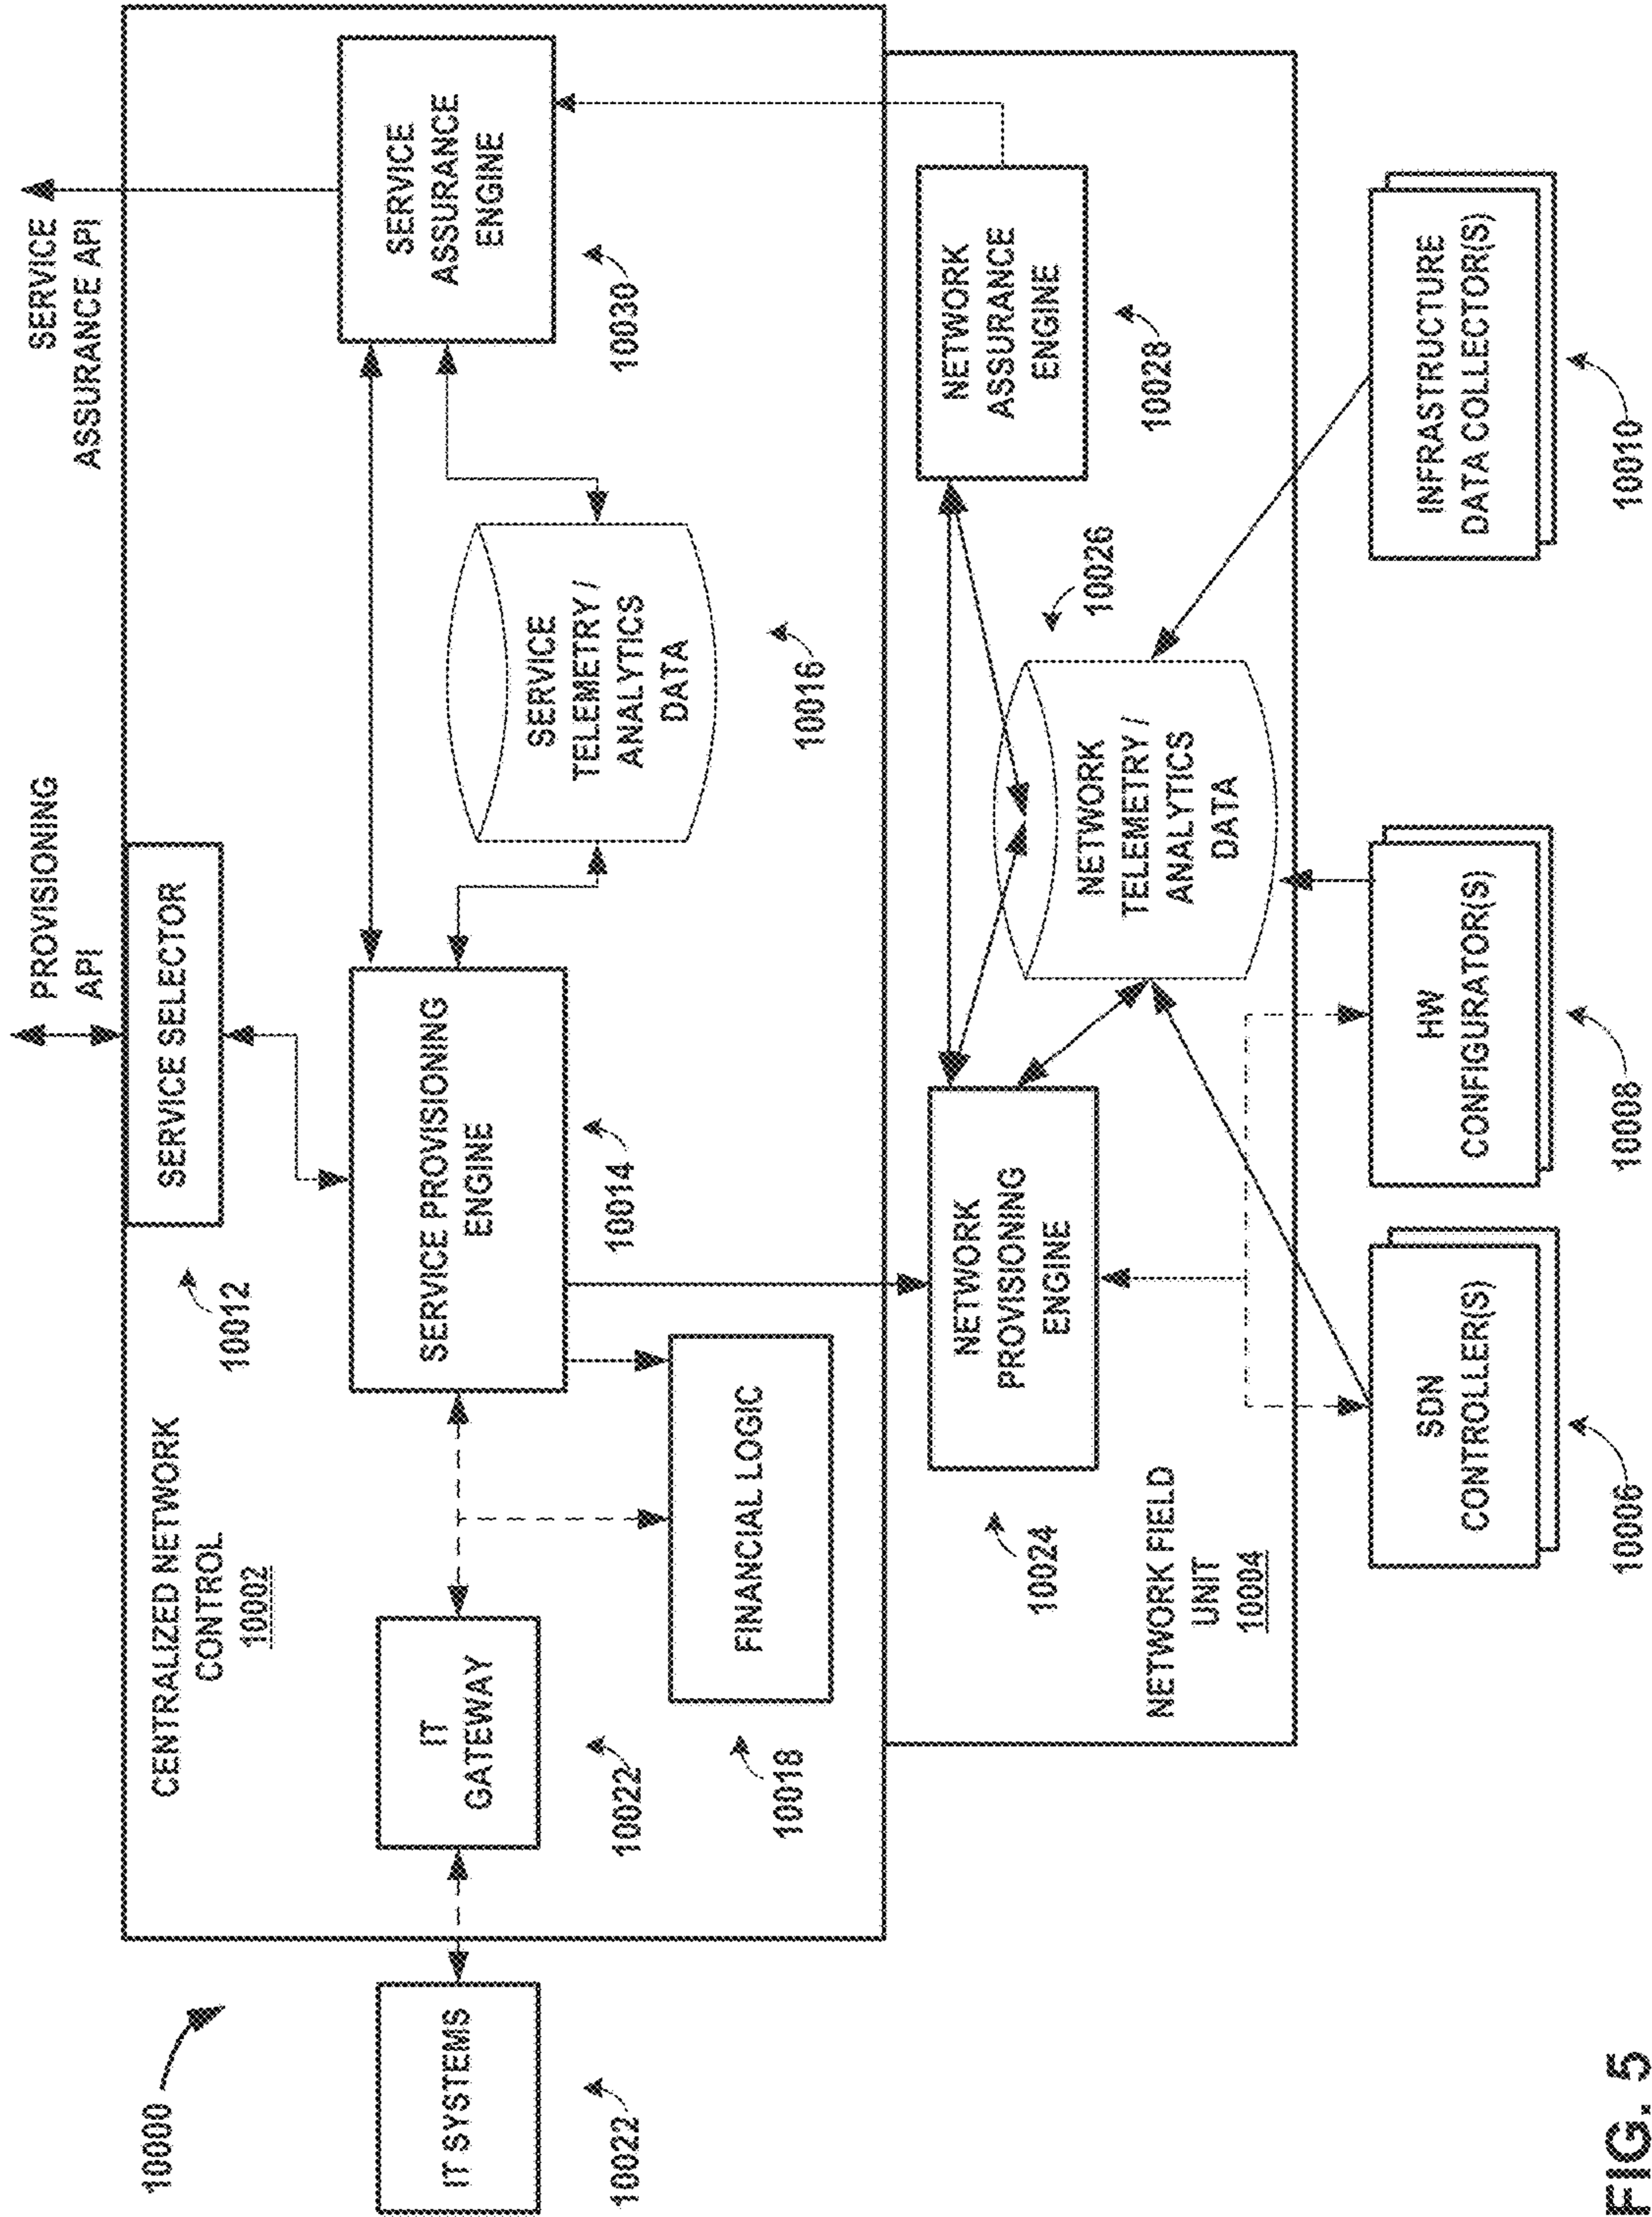 10000
PROVISIONING
API
SERVICE
ASSURANCE API
CENTRALIZED NETWORK
CONTROL
10002
10012
SERVICE SELECTOR
IT SYSTEMS
10022
IT
GATEWAY
10022
SERVICE PROVISIONING
ENGINE
10014
SERVICE
TELEMETRY /
ANALYTICS
DATA
10016
SERVICE
ASSURANCE
ENGINE
10030
FINANCIAL LOGIC
10018
NETWORK
PROVISIONING
ENGINE
10024
NETWORK
TELEMETRY /
ANALYTICS
DATA
10026
NETWORK
ASSURANCE
ENGINE
10028
NETWORK FIELD
UNIT
10004
SDN
CONTROLLER(S)
10006
HW
CONFIGURATOR(S)
10008
INFRASTRUCTURE
DATA COLLECTOR(S)
10010
FIG. 5